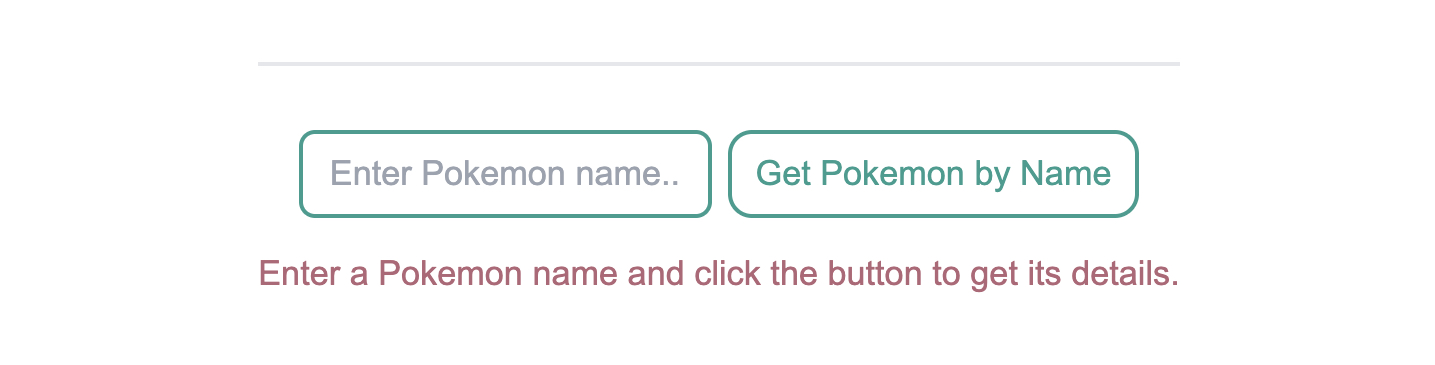 Enter Pokemon name..
Get Pokemon by Name
Enter a Pokemon name and click the button to get its details.